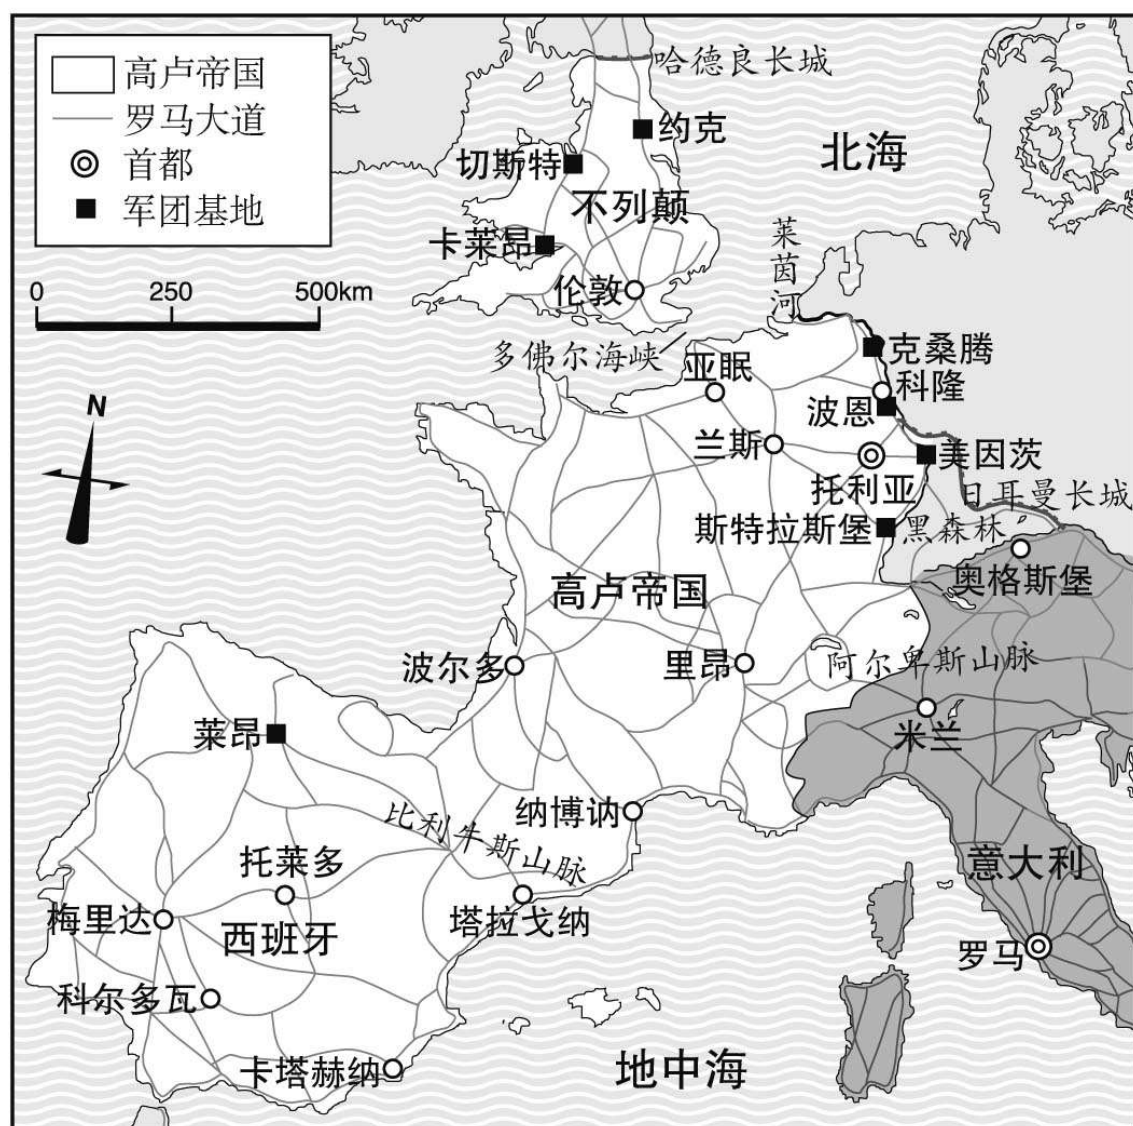 高卢帝国
罗马大道
首都
军团基地
0 250 500km
N
哈德良长城
约克
北海
切斯特
不列颠
卡莱昂
莱茵河
伦敦
多佛尔海峡
克桑腾
亚眠
科隆
波恩
兰斯
美因茨
托利亚
日耳曼长城
斯特拉斯堡
黑森林
奥格斯堡
高卢帝国
波尔多
里昂
阿尔卑斯山脉
莱昂
米兰
纳博讷
比利牛斯山脉
托莱多
意大利
梅里达
西班牙
塔拉戈纳
罗马
科尔多瓦
卡塔赫纳
地中海